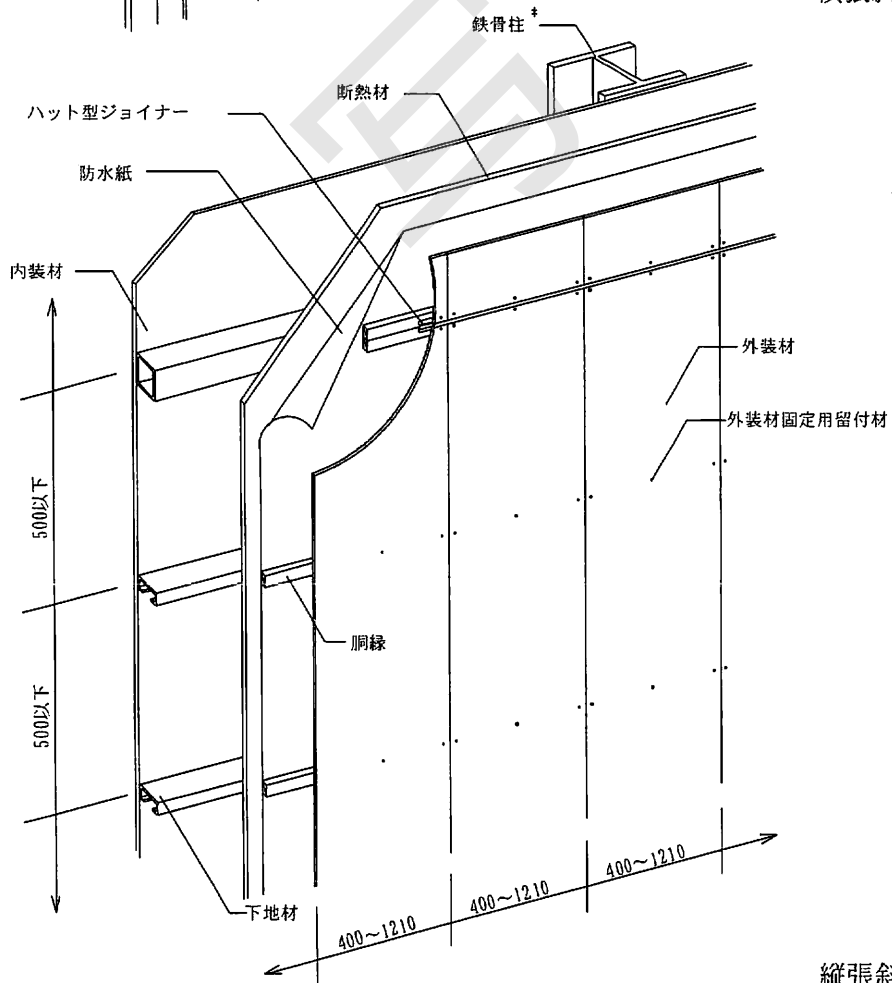 鉄骨柱‡
断熱材
ハット型ジョイナー
防水紙
内装材
外装材
外装材固定用留付材
500以下
胴縁
500以下
下地材
400〜1210
400〜1210
400〜1210
縦張